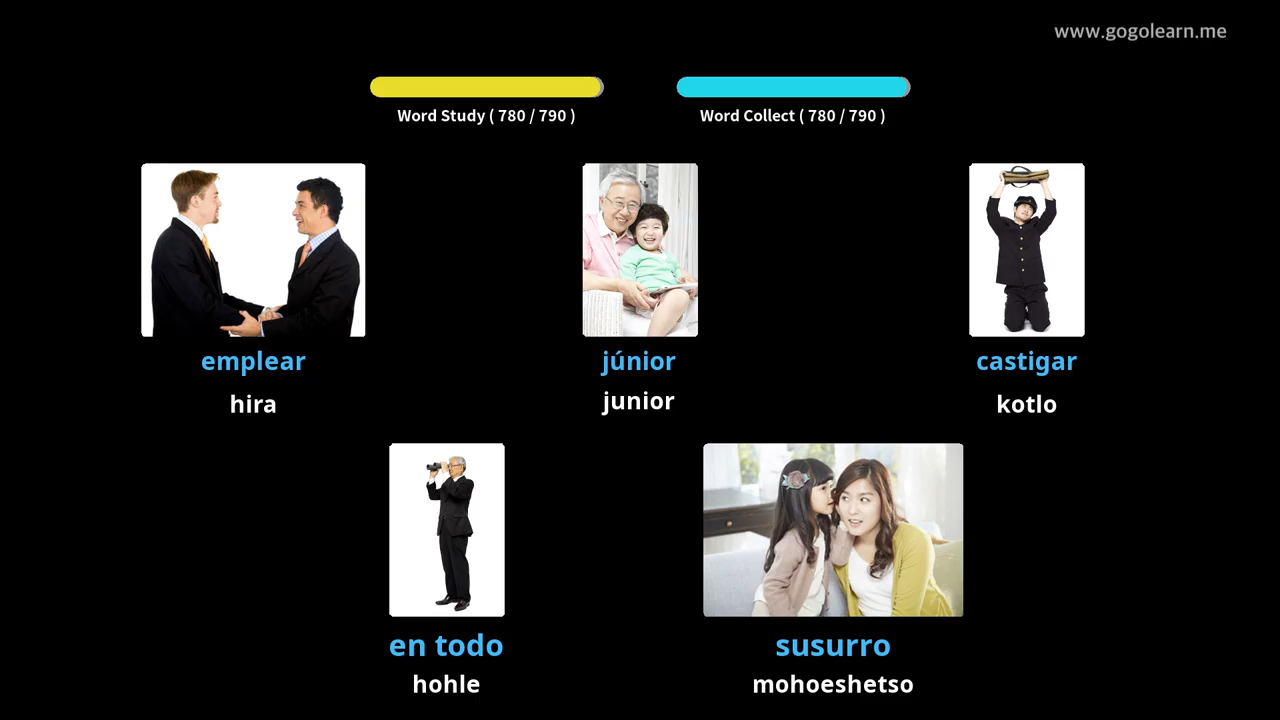 www.gogolearn.me
Word Study ( 780 / 790 )
Word Collect ( 780 / 790 )
emplear
hira
júnior
junior
castigar
kotlo
en todo
hohle
susurro
mohoeshetso